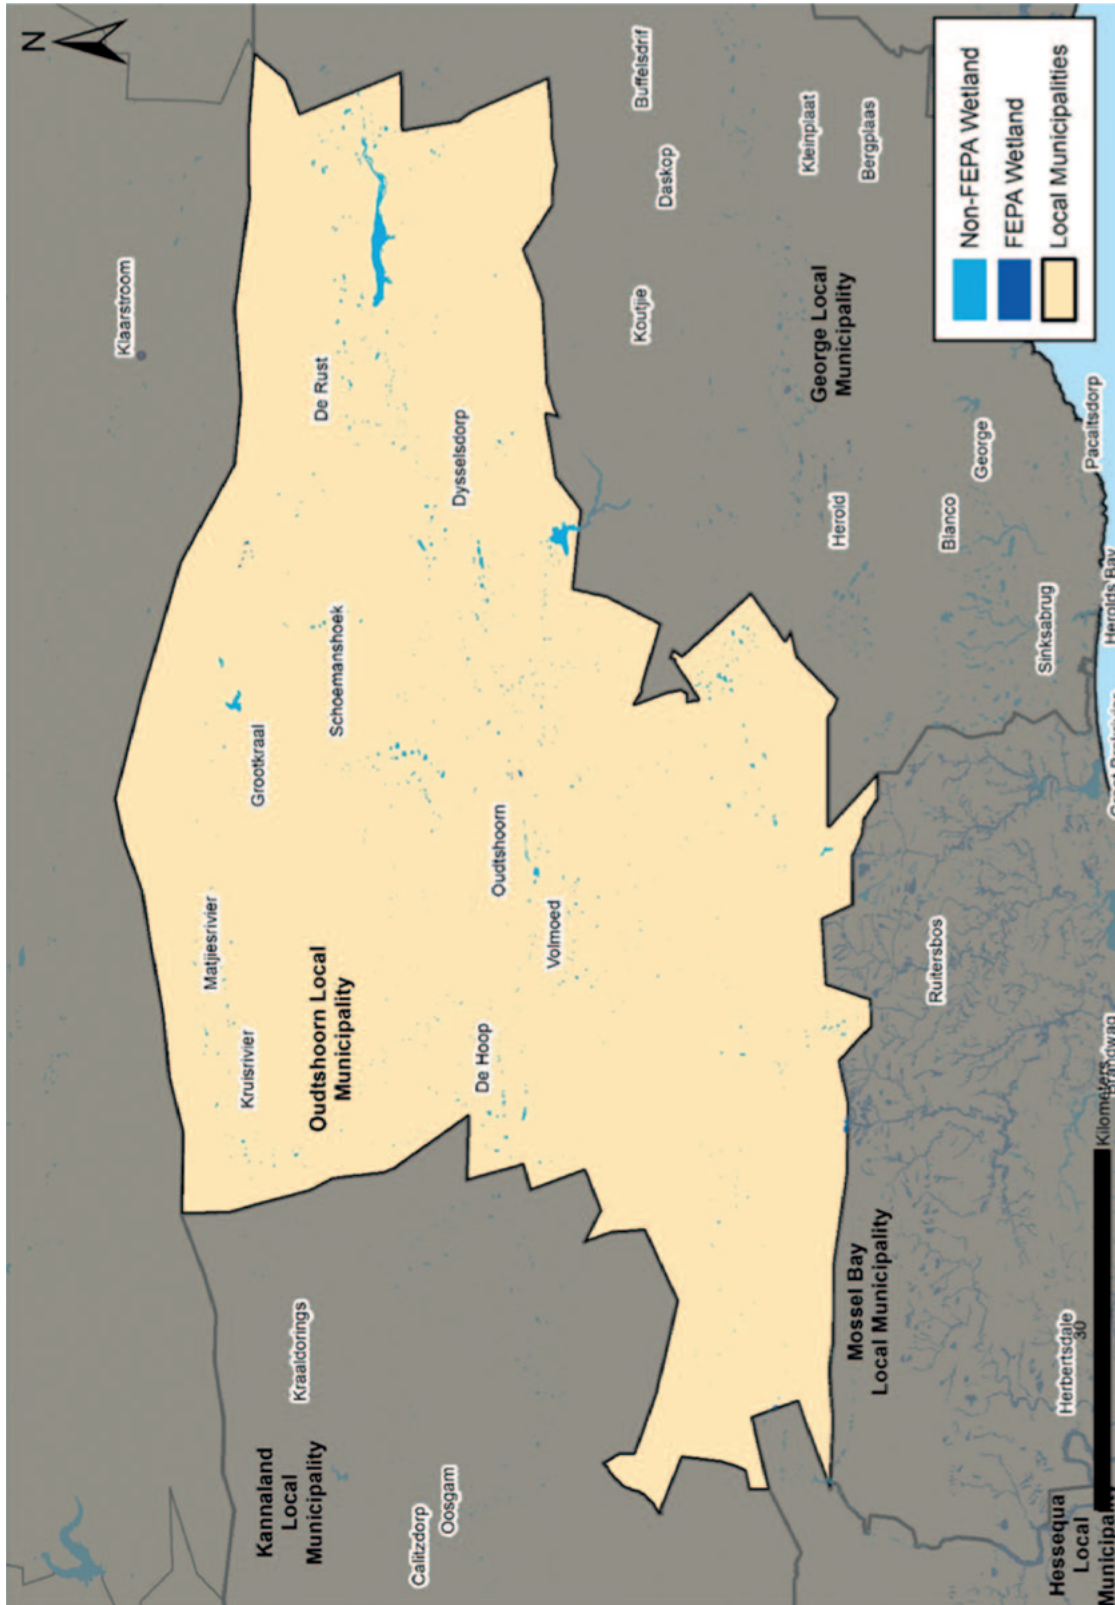 N
Klaarstroom
Buffelsdrif
Daskop
Koutjie
De Rust
Dysselsdorp
Kleinplaat
Bergplaas
George Local
Municipality
Herold
Blanco
George
Pacaltsdorp
Sinksabrug
Herolds Bay
Schoemanshoek
Grootkraal
Oudtshoorn
Volmoed
Matjiesrivier
Kruisrivier
De Hoop
Oudtshoorn Local
Municipality
Ruitersbos
Mossel Bay
Local Municipality
Kraaldorings
Kannaland
Local
Municipality
Calitzdorp
Oosgam
Herbertsdale
Hessequa
Local
30
Kilometers
Non-FEPA Wetland
FEPA Wetland
Local Municipalities